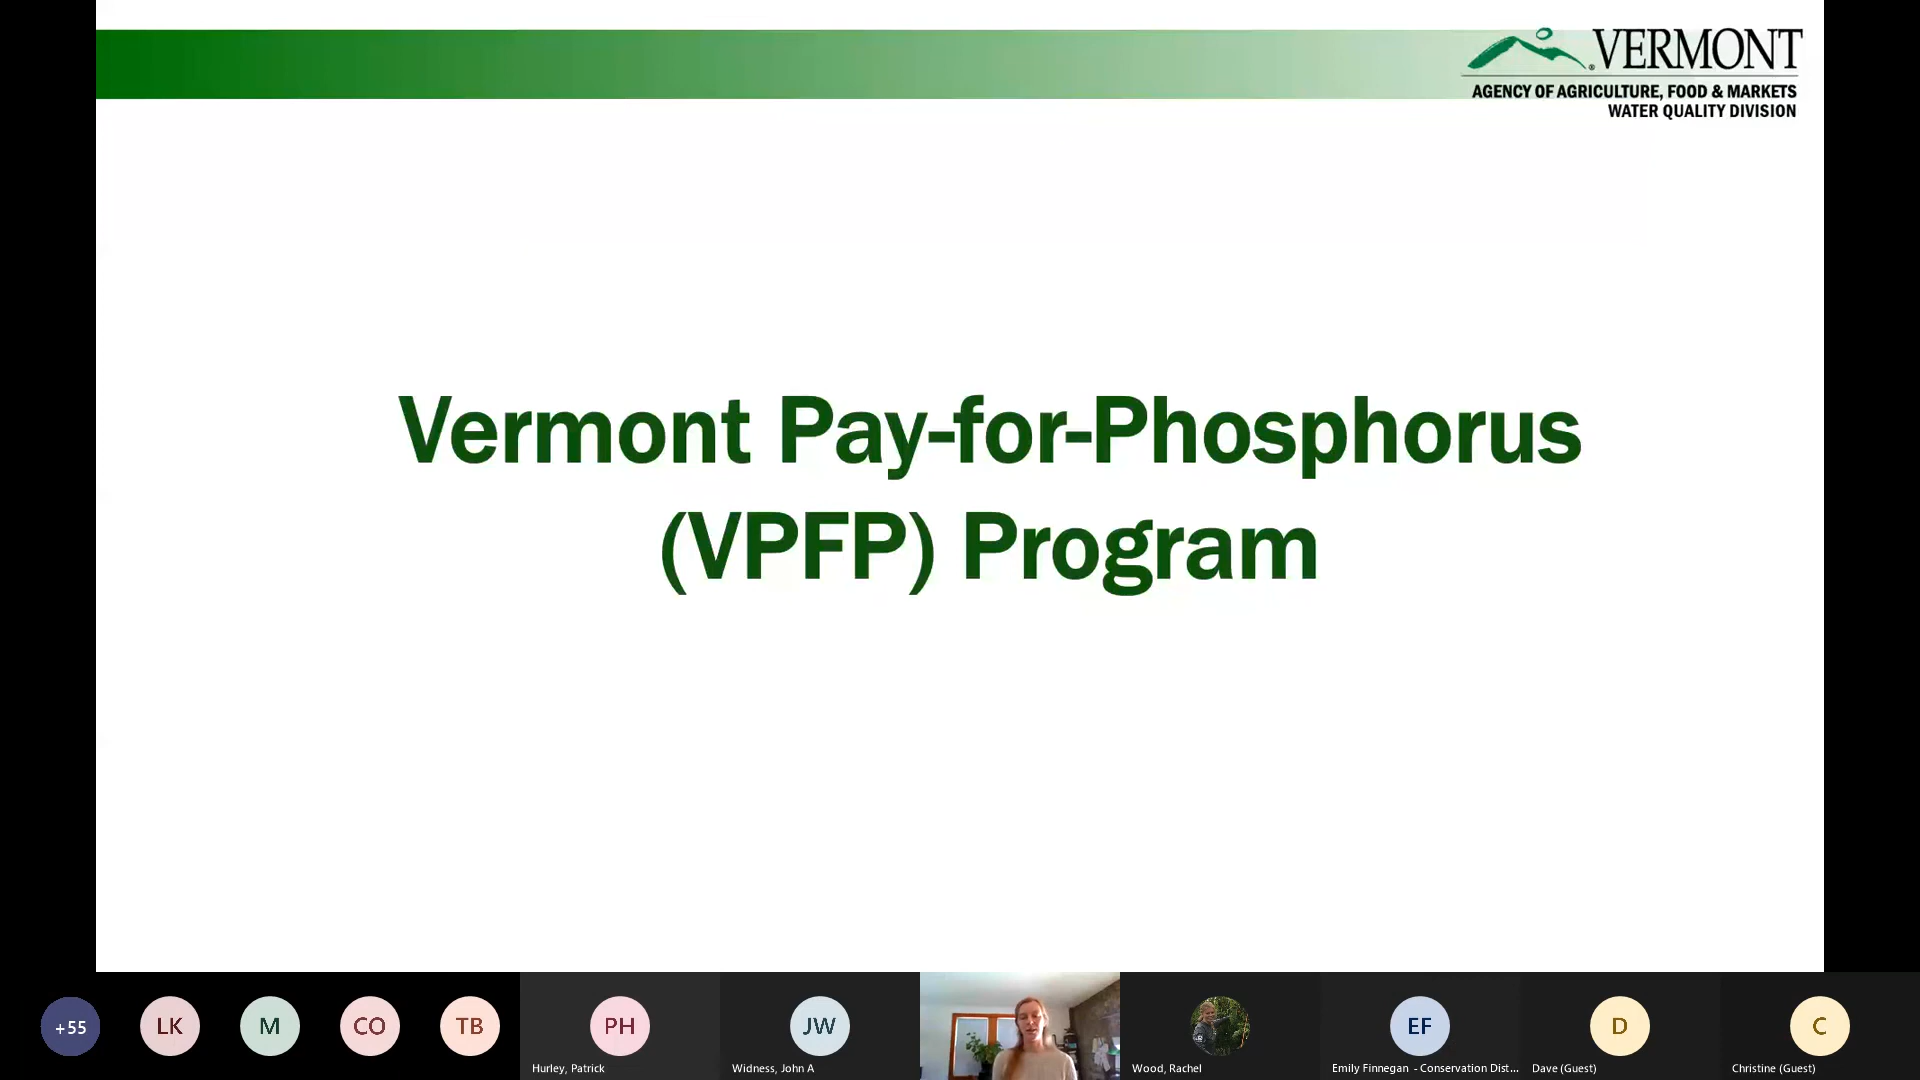 VERMONT
AGENCY OF AGRICULTURE, FOOD & MARKETS
WATER QUALITY DIVISION
Vermont Pay-for-Phosphorus
(VPFP) Program
+55
LK
M
CO
TB
PH
JW
EF
D
C
Hurley, Patrick
Widness, John A
Wood, Rachel
Emily Finnegan - Conservation Dist...
Dave (Guest)
Christine (Guest)